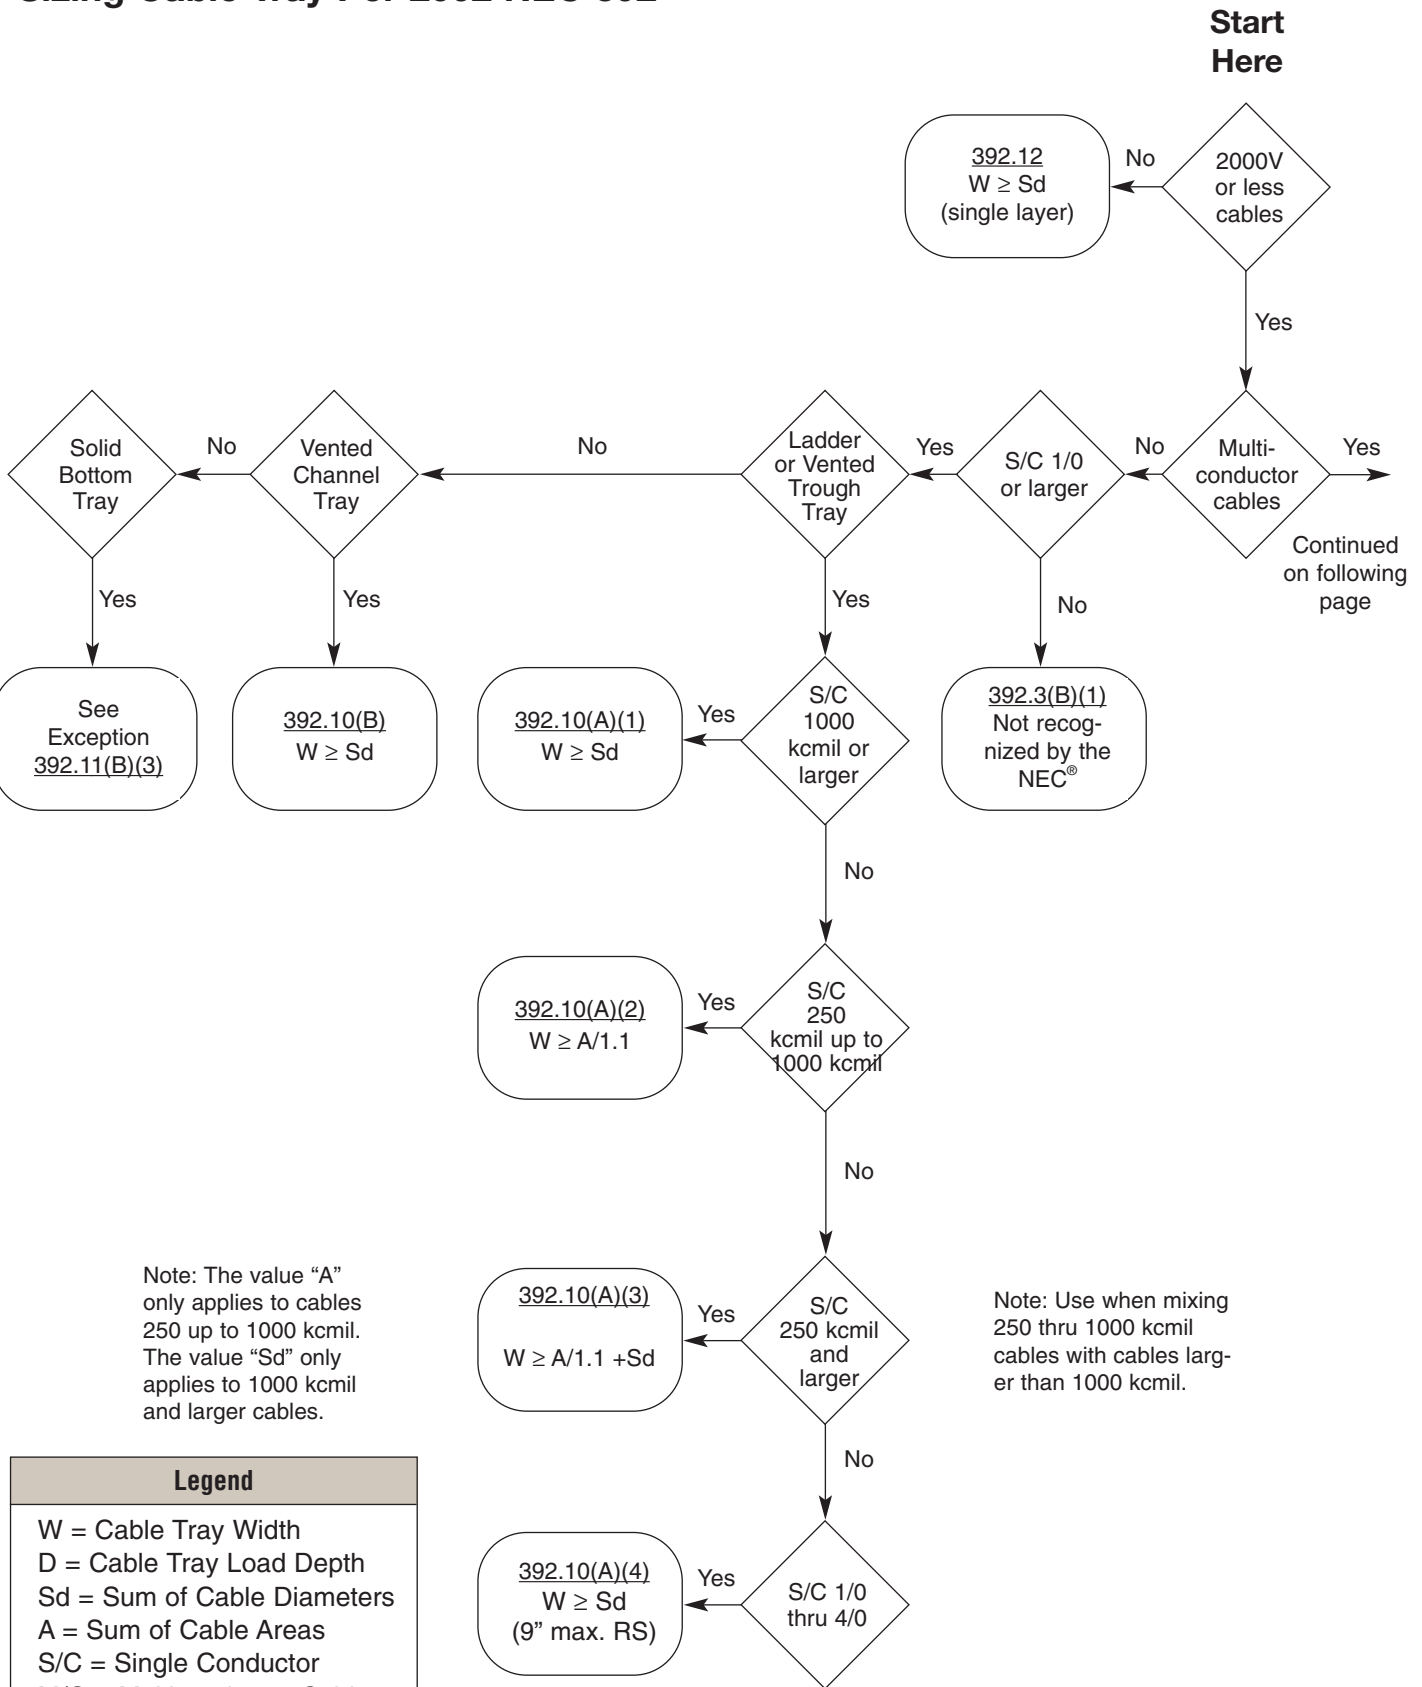 Start
Here
2000V
or less
cables
No
392.12
W ≥ Sd
(single layer)
Yes
Multi-
conductor
cables
Yes
Continued
on following
page
No
S/C 1/0
or larger
No
392.3(B)(1)
Not recog-
nized by the
NEC®
Yes
Ladder
or Vented
Trough
Tray
No
Vented
Channel
Tray
No
Solid
Bottom
Tray
Yes
See
Exception
392.11(B)(3)
Yes
392.10(B)
W ≥ Sd
Yes
S/C
1000
kcmil or
larger
Yes
392.10(A)(1)
W ≥ Sd
No
S/C
250
kcmil up to
1000 kcmil
Yes
392.10(A)(2)
W ≥ A/1.1
No
S/C
250 kcmil
and
larger
Yes
392.10(A)(3)
W ≥ A/1.1 +Sd
Note: The value “A”
only applies to cables
250 up to 1000 kcmil.
The value “Sd” only
applies to 1000 kcmil
and larger cables.
Note: Use when mixing
250 thru 1000 kcmil
cables with cables larg-
er than 1000 kcmil.
No
S/C 1/0
thru 4/0
Yes
392.10(A)(4)
W ≥ Sd
(9” max. RS)
Legend
W = Cable Tray Width
D = Cable Tray Load Depth
Sd = Sum of Cable Diameters
A = Sum of Cable Areas
S/C = Single Conductor